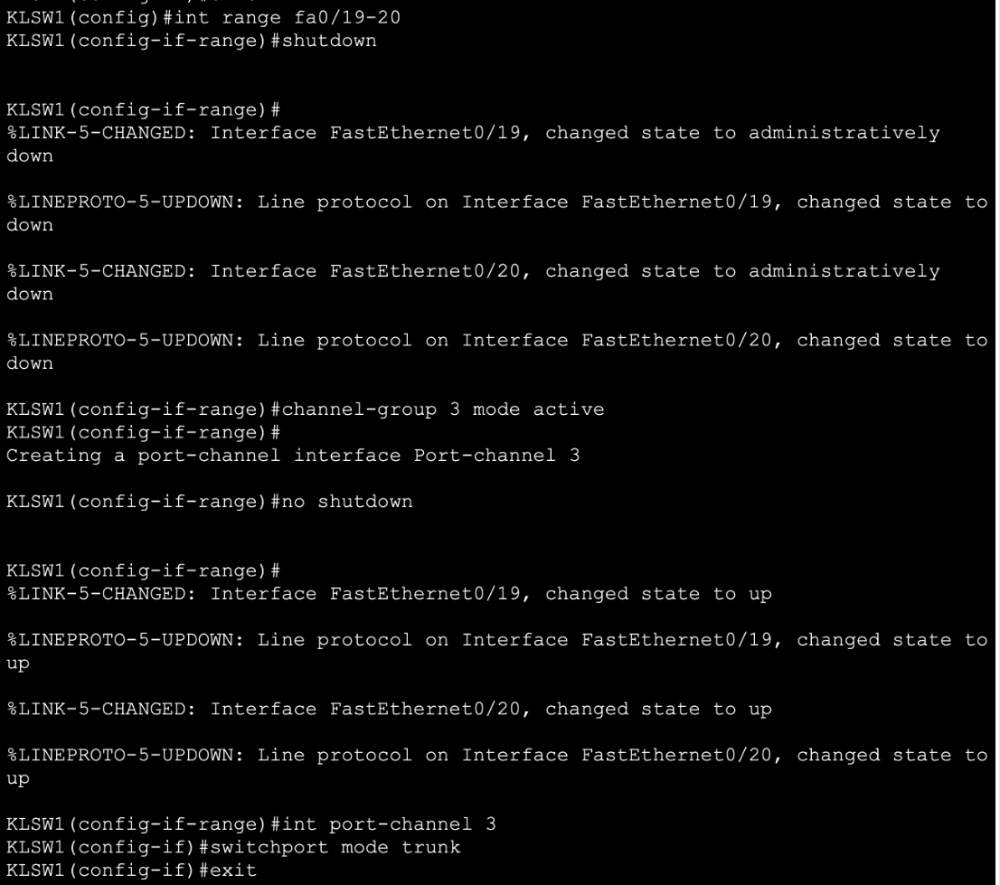 KLSW1(config)#int range fa0/19-20
KLSW1(config-if-range)#shutdown
KLSW1(config-if-range)#
%LINK-5-CHANGED: Interface FastEthernet0/19, changed state to administratively
down
%LINEPROTO-5-UPDOWN: Line protocol on Interface FastEthernet0/19, changed state to
down
%LINK-5-CHANGED: Interface FastEthernet0/20, changed state to administratively
down
%LINEPROTO-5-UPDOWN: Line protocol on Interface FastEthernet0/20, changed state to
down
KLSW1(config-if-range)#channel-group 3 mode active
KLSW1(config-if-range)#
Creating a port-channel interface Port-channel 3
KLSW1(config-if-range)#no shutdown
KLSW1(config-if-range)#
%LINK-5-CHANGED: Interface FastEthernet0/19, changed state to up
%LINEPROTO-5-UPDOWN: Line protocol on Interface FastEthernet0/19, changed state to
up
%LINK-5-CHANGED: Interface FastEthernet0/20, changed state to up
%LINEPROTO-5-UPDOWN: Line protocol on Interface FastEthernet0/20, changed state to
up
KLSW1(config-if-range)#int port-channel 3
KLSW1(config-if)#switchport mode trunk
KLSW1(config-if)#exit